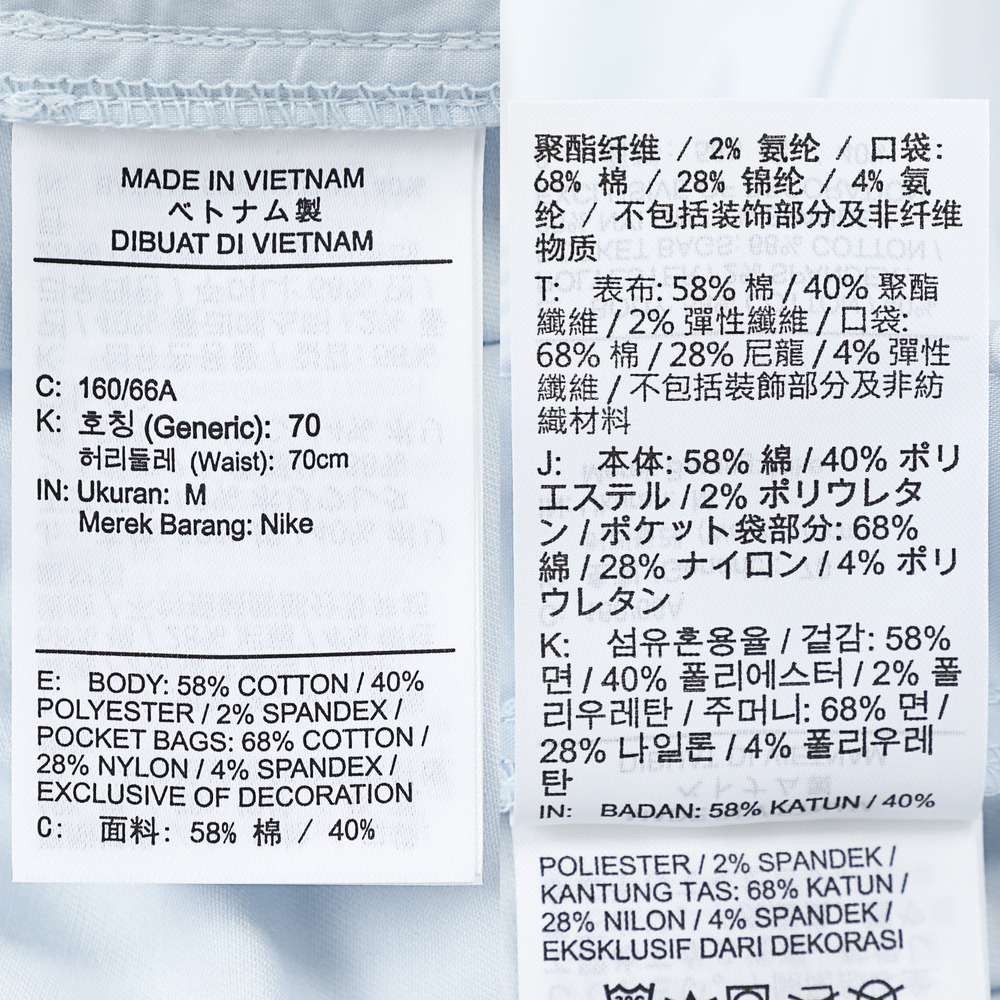 MADE IN VIETNAM
ベトナム製
DIBUAT DI VIETNAM
C: 160/66A
K: 호칭 (Generic): 70
허리둘레 (Waist): 70cm
IN: Ukuran: M
Merek Barang: Nike
E: BODY: 58% COTTON / 40%
POLYESTER / 2% SPANDEX /
POCKET BAGS: 68% COTTON /
28% NYLON / 4% SPANDEX /
EXCLUSIVE OF DECORATION
C: 面料: 58% 棉 / 40%
聚酯纤维 / 2% 氨纶 / 口袋:
68% 棉 / 28% 锦纶 / 4% 氨
纶 / 不包括装饰部分及非纤维
物质
T: 表布: 58% 棉 / 40% 聚酯
纖維 / 2% 彈性纖維 / 口袋:
68% 棉 / 28% 尼龍 / 4% 彈性
纖維 / 不包括裝飾部分及非紡
織材料
J: 本体: 58% 綿 / 40% ポリ
エステル / 2% ポリウレタ
ン / ポケット袋部分: 68%
綿 / 28% ナイロン / 4% ポリ
ウレタン
K: 섬유혼용율 / 겉감: 58%
면 / 40% 폴리에스터 / 2% 폴
리우레탄 / 주머니: 68% 면 /
28% 나일론 / 4% 폴리우레
탄
IN: BADAN: 58% KATUN / 40%
POLIESTER / 2% SPANDEK /
KANTUNG TAS: 68% KATUN /
28% NILON / 4% SPANDEK /
EKSKLUSIF DARI DEKORASI